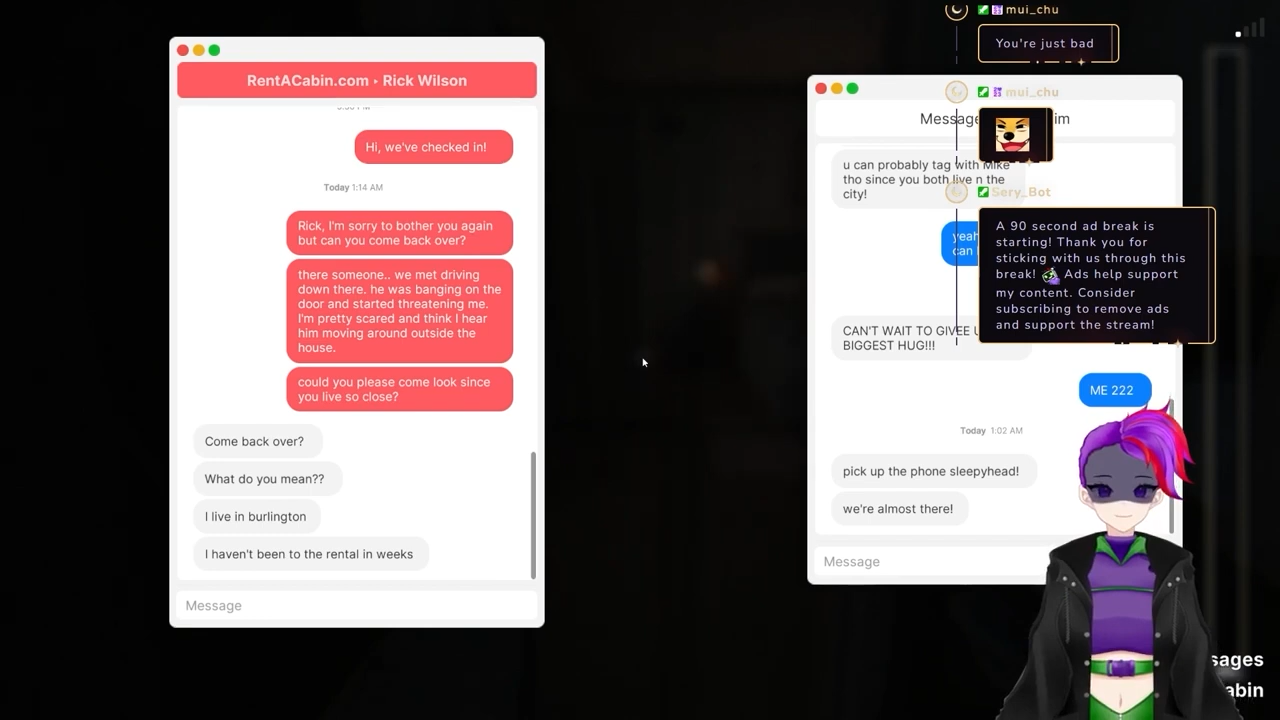 RentACabin.com ▸ Rick Wilson
Hi, we've checked in!
Today 1:14 AM
Rick, I'm sorry to bother you again
but can you come back over?
there someone.. we met driving
down there. he was banging on the
door and started threatening me.
I'm pretty scared and think I hear
him moving around outside the
house.
could you please come look since
you live so close?
Come back over?
What do you mean??
I live in burlington
I haven't been to the rental in weeks
Message
mui_chu
You're just bad
mui_chu
Sery_Bot
A 90 second ad break is
starting! Thank you for
sticking with us through this
break! Ads help support
my content. Consider
subscribing to remove ads
and support the stream!
u can probably tag with Mike
tho since you both live n the
city!
yeah
can
CAN'T WAIT TO GIVEE U
BIGGEST HUG!!!
ME 222
Today 1:02 AM
pick up the phone sleepyhead!
we're almost there!
Message